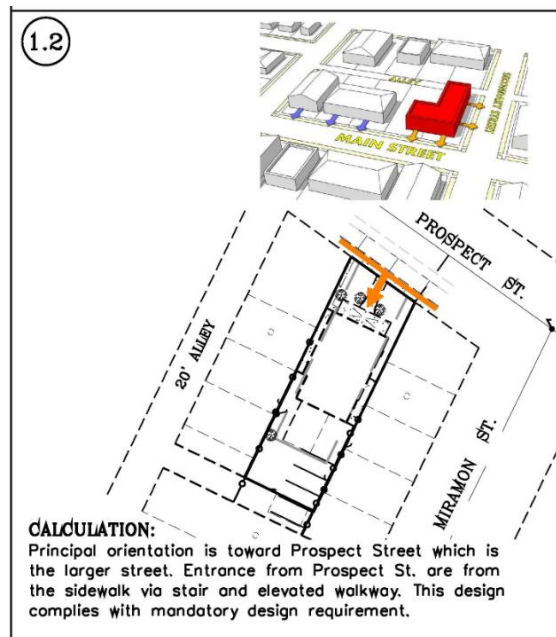 1.2
ALLEY
SECONDARY STREET
MAIN STREET
PROSPECT ST.
20' ALLEY
MIRAMON ST.
CALCULATION:
Principal orientation is toward Prospect Street which is
the larger street. Entrance from Prospect St. are from
the sidewalk via stair and elevated walkway. This design
complies with mandatory design requirement.